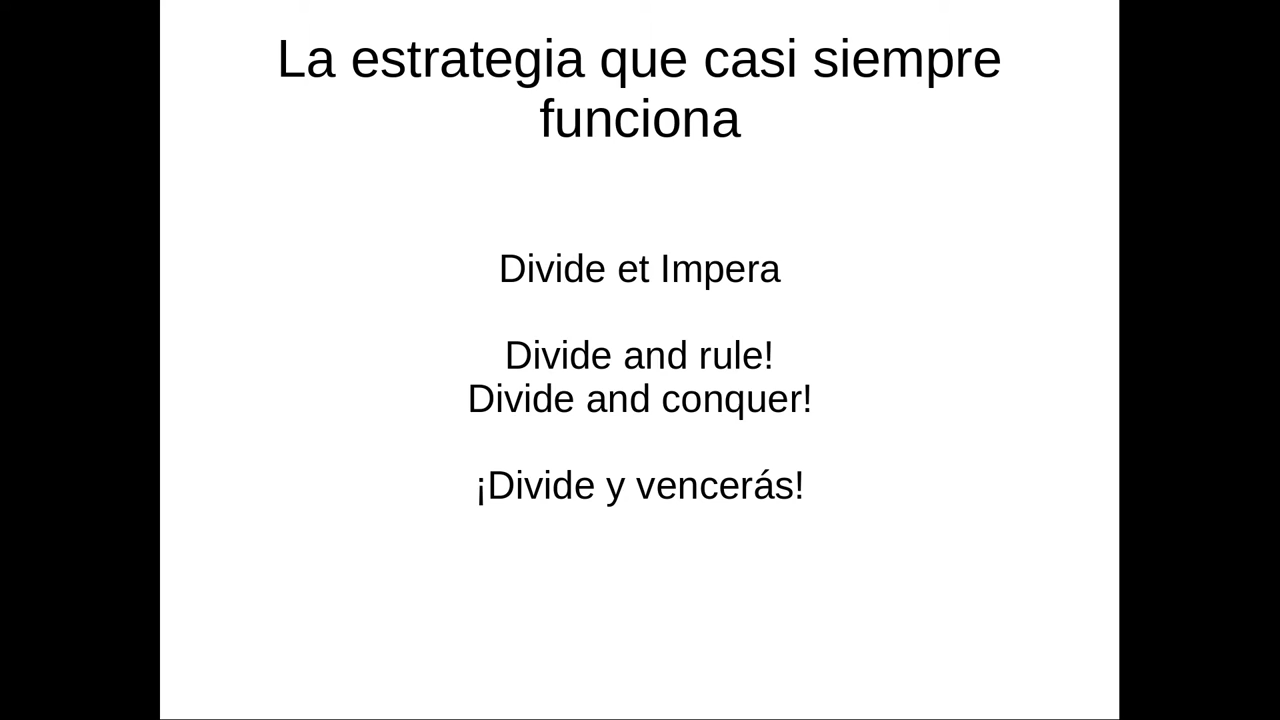 La estrategia que casi siempre
funciona
Divide et Impera
Divide and rule!
Divide and conquer!
¡Divide y vencerás!